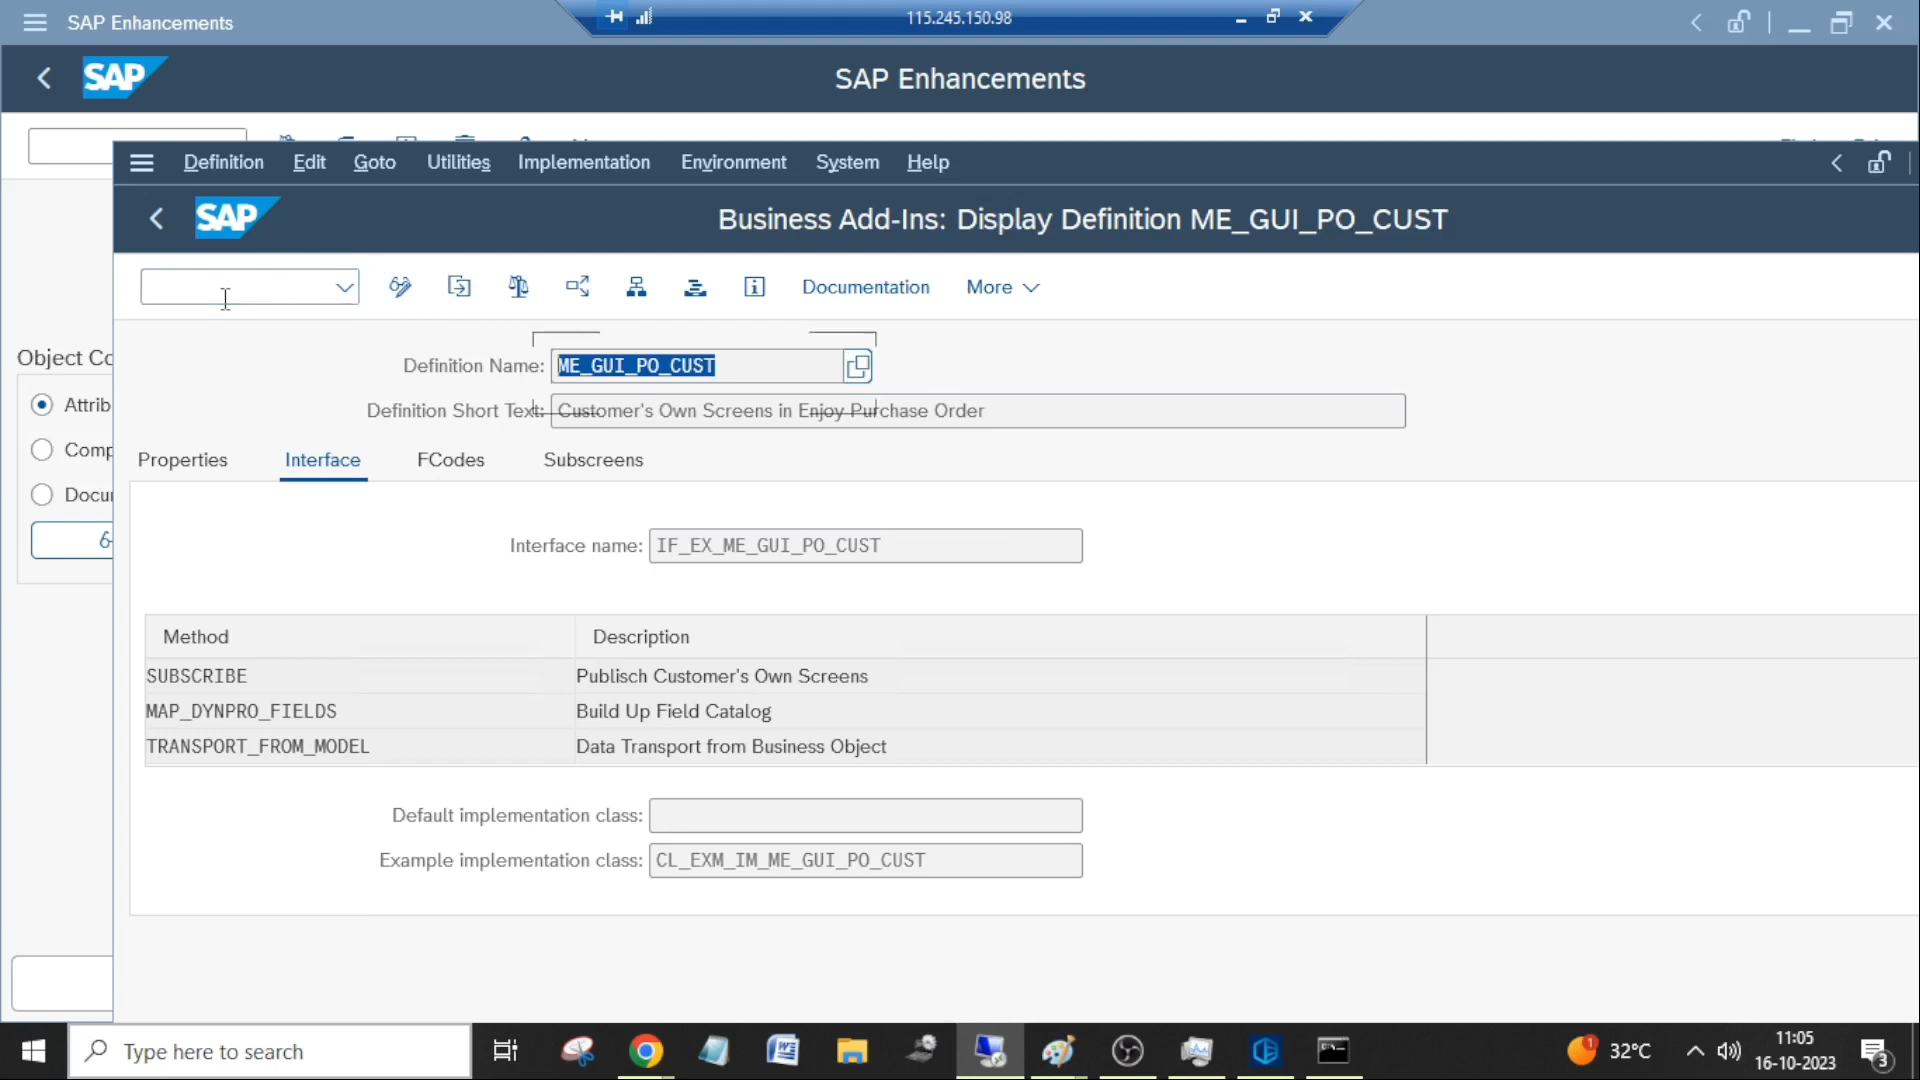 SAP Enhancements
115.245.150.98
SAP
SAP Enhancements
Definition Edit Goto Utilities Implementation Environment System Help
SAP
Business Add-Ins: Display Definition ME_GUI_PO_CUST
Documentation More
Object Co
Definition Name: ME_GUI_PO_CUST
Attrib
Definition Short Text: Customer's Own Screens in Enjoy Purchase Order
Comp
Properties Interface FCodes Subscreens
Docu
Interface name: IF_EX_ME_GUI_PO_CUST
Method Description
SUBSCRIBE Publisch Customer's Own Screens
MAP_DYNPRO_FIELDS Build Up Field Catalog
TRANSPORT_FROM_MODEL Data Transport from Business Object
Default implementation class:
Example implementation class: CL_EXM_IM_ME_GUI_PO_CUST
Type here to search
1
32°C
11:05
16-10-2023
3